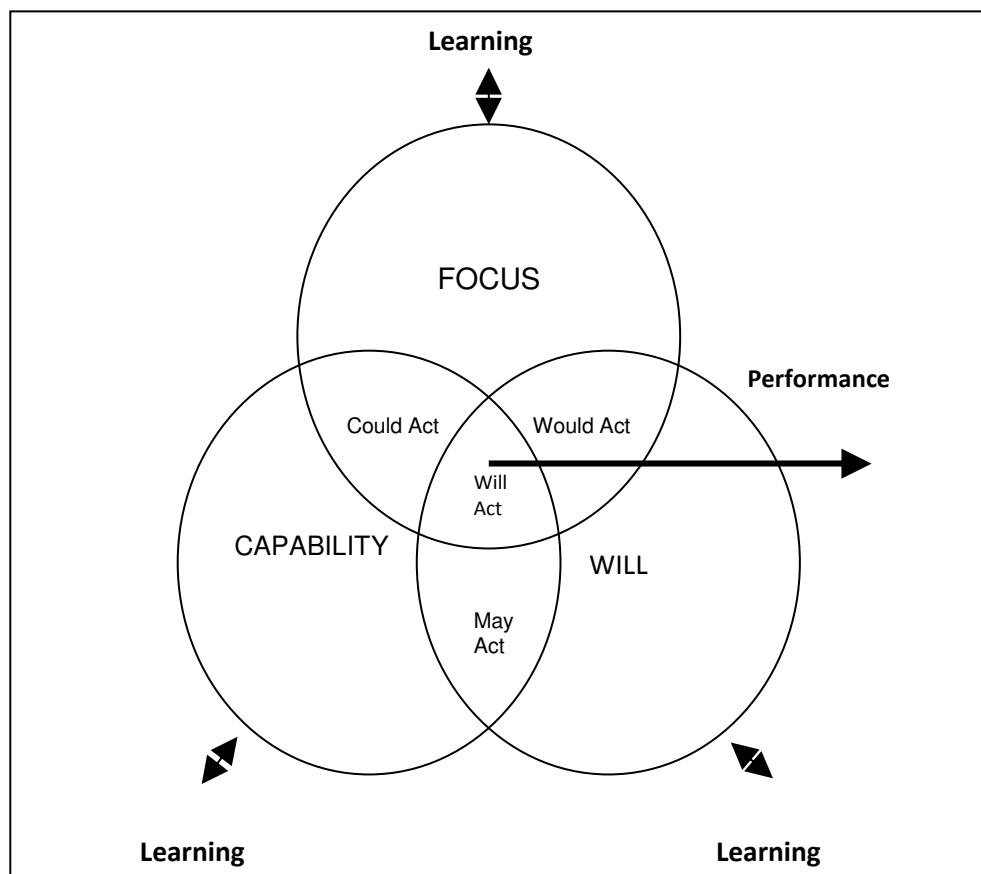 Learning
FOCUS
Performance
Could Act
Would Act
Will
Act
CAPABILITY
WILL
May
Act
Learning
Learning